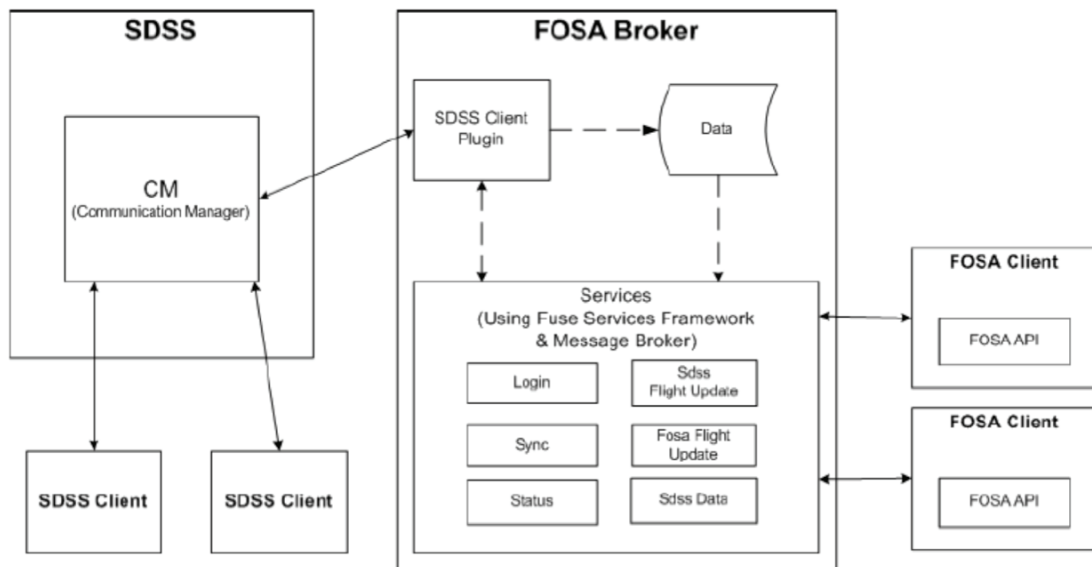 SDSS
CM
(Communication Manager)
SDSS Client
SDSS Client
FOSA Broker
SDSS Client
Plugin
Data
Services
(Using Fuse Services Framework
& Message Broker)
Login
Sdss
Flight Update
Sync
Fosa Flight
Update
Status
Sdss Data
FOSA Client
FOSA API
FOSA Client
FOSA API